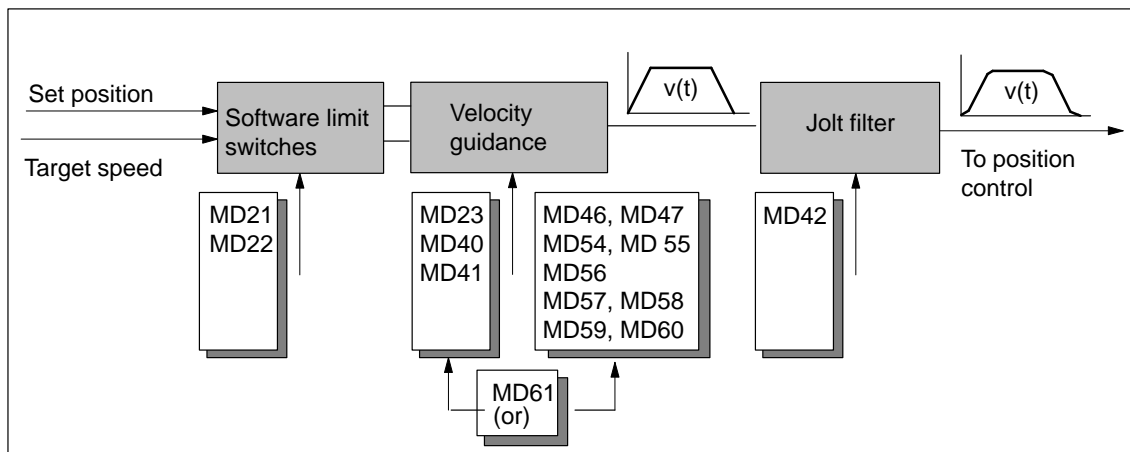 Set position
Target speed
Software limit
switches
Velocity
guidance
v(t)
Jolt filter
v(t)
To position
control
MD21
MD22
MD23
MD40
MD41
MD46, MD47
MD54, MD 55
MD56
MD57, MD58
MD59, MD60
MD42
MD61
(or)